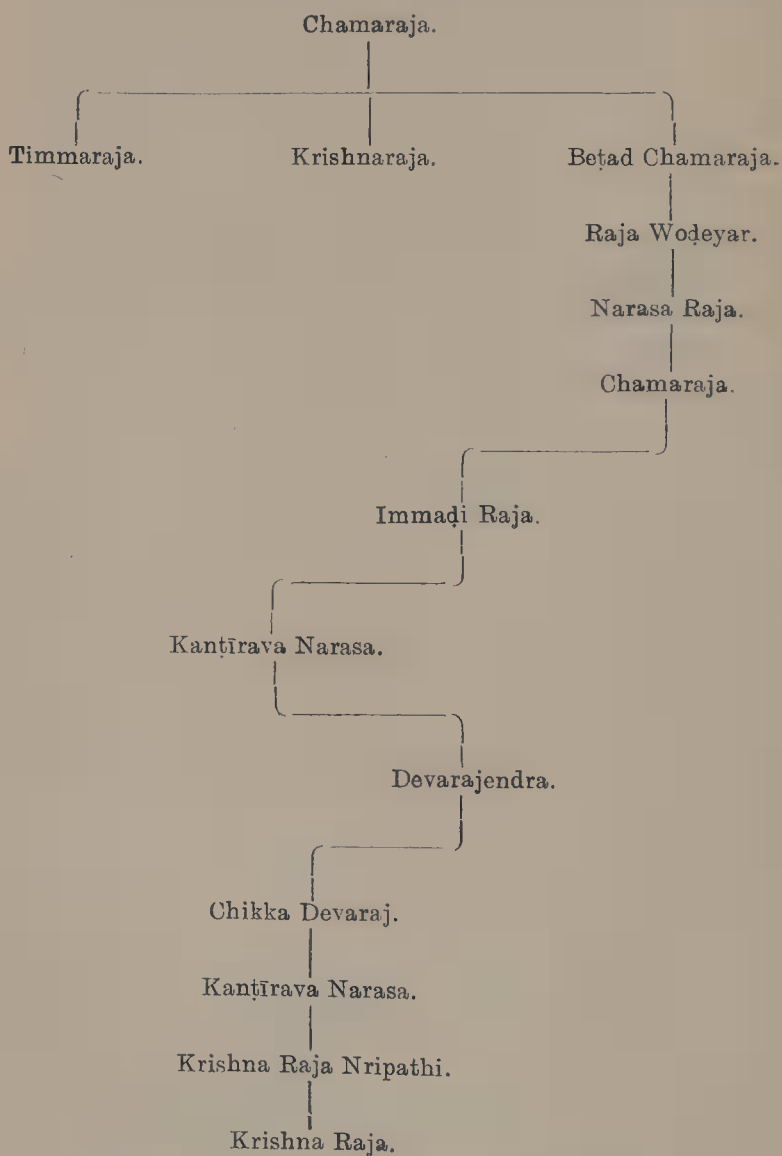 Chamaraja.
Timmaraja. Krishnaraja. Beṭad Chamaraja.
Raja Woḍeyar.
Narasa Raja.
Chamaraja.
Immaḍi Raja.
Kanṭīrava Narasa.
Devarajendra.
Chikka Devaraj.
Kanṭīrava Narasa.
Krishna Raja Nripathi.
Krishna Raja.